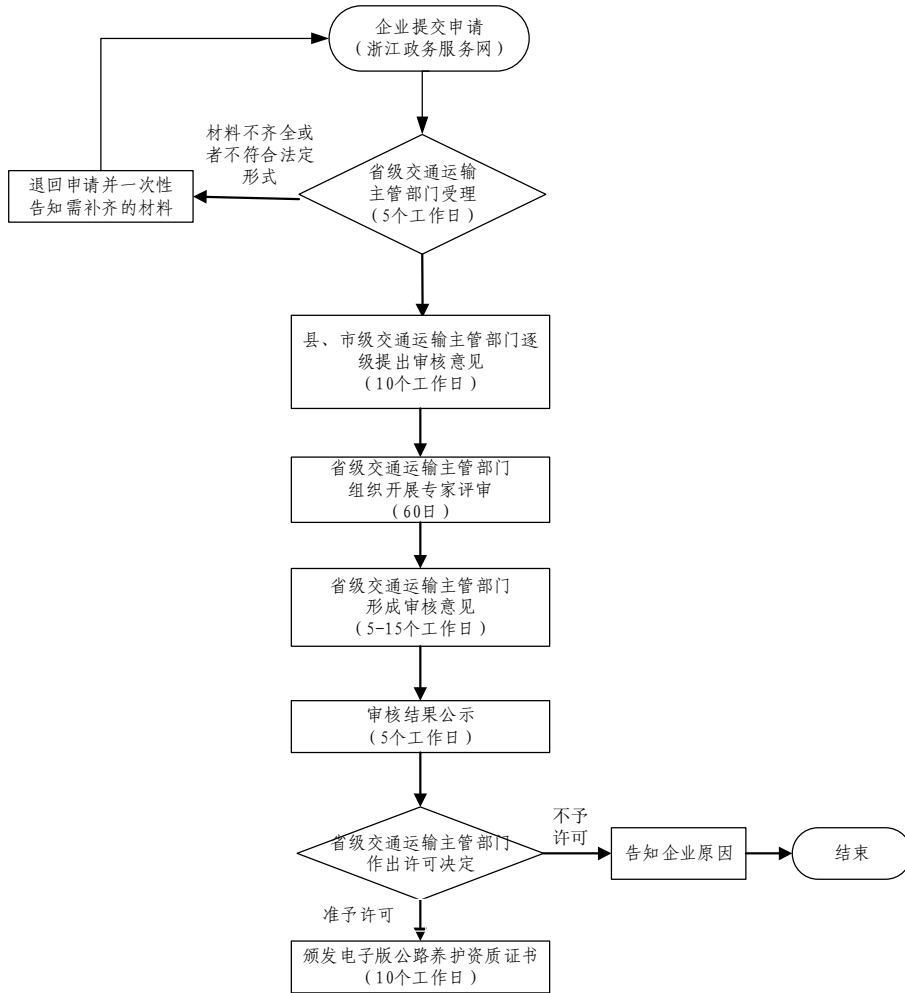 企业提交申请
（浙江政务服务网）
材料不齐全或
者不符合法定
形式
省级交通运输
主管部门受理
（5个工作日）
退回申请并一次性
告知需补齐的材料
县、市级交通运输主管部门逐
级提出审核意见
（10个工作日）
省级交通运输主管部门
组织开展专家评审
（60日）
省级交通运输主管部门
形成审核意见
（5-15个工作日）
审核结果公示
（5个工作日）
省级交通运输主管部门
作出许可决定
不予
许可
告知企业原因
结束
准予许可
颁发电子版公路养护资质证书
（10个工作日）